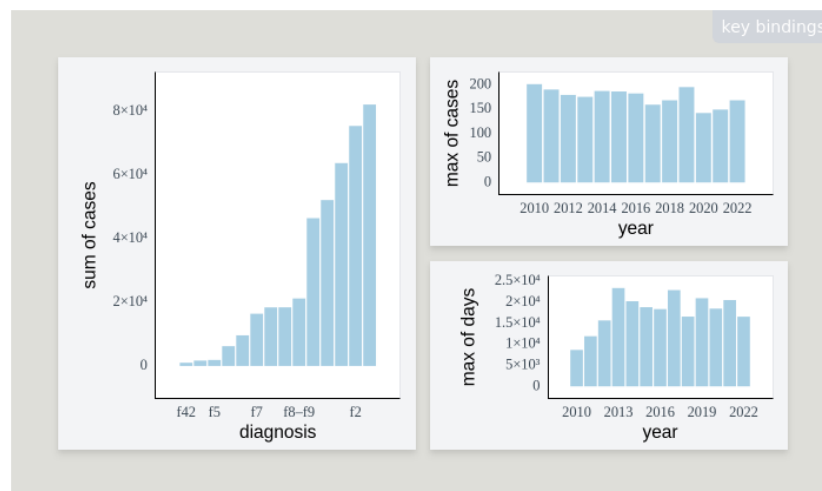 key bindings
8×10⁴
6×10⁴
4×10⁴
2×10⁴
0
sum of cases
f42 f5 f7 f8–f9 f2
diagnosis
200
150
100
50
0
max of cases
2010 2012 2014 2016 2018 2020 2022
year
2.5×10⁴
2×10⁴
1.5×10⁴
1×10⁴
5×10³
0
max of days
2010 2013 2016 2019 2022
year